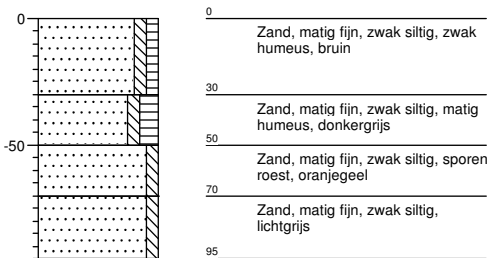 0
0
Zand, matig fijn, zwak siltig, zwak
humeus, bruin
30
Zand, matig fijn, zwak siltig, matig
humeus, donkergrijs
-50
50
Zand, matig fijn, zwak siltig, sporen
roest, oranjegeel
70
Zand, matig fijn, zwak siltig,
lichtgrijs
95